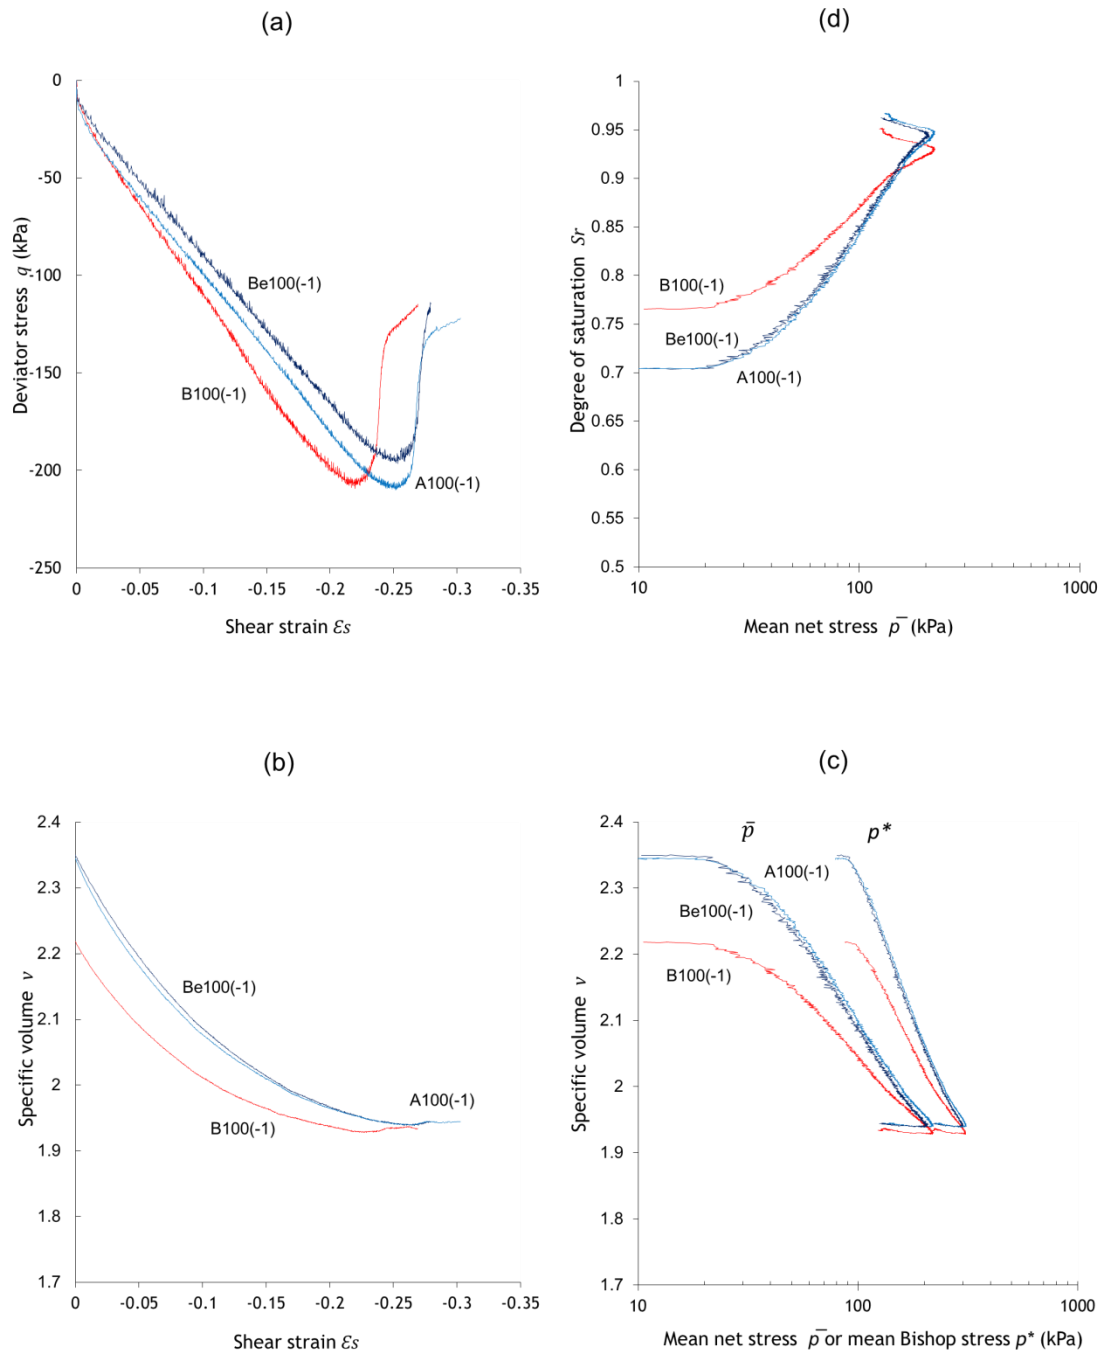 (a)
0
-50
-100
-150
-200
-250
Deviator stress q (kPa)
Be100(-1)
B100(-1)
A100(-1)
0 -0.05 -0.1 -0.15 -0.2 -0.25 -0.3 -0.35
Shear strain Ɛs
(d)
1
0.95
0.9
0.85
0.8
0.75
0.7
0.65
0.6
0.55
0.5
Degree of saturation Sr
B100(-1)
Be100(-1)
A100(-1)
10 100 1000
Mean net stress p̅ (kPa)
(b)
2.4
2.3
2.2
2.1
2
1.9
1.8
1.7
Specific volume v
Be100(-1)
A100(-1)
B100(-1)
0 -0.05 -0.1 -0.15 -0.2 -0.25 -0.3 -0.35
Shear strain Ɛs
(c)
2.4
2.3
2.2
2.1
2
1.9
1.8
1.7
Specific volume v
p̅ p*
A100(-1)
Be100(-1)
B100(-1)
10 100 1000
Mean net stress p̅ or mean Bishop stress p* (kPa)